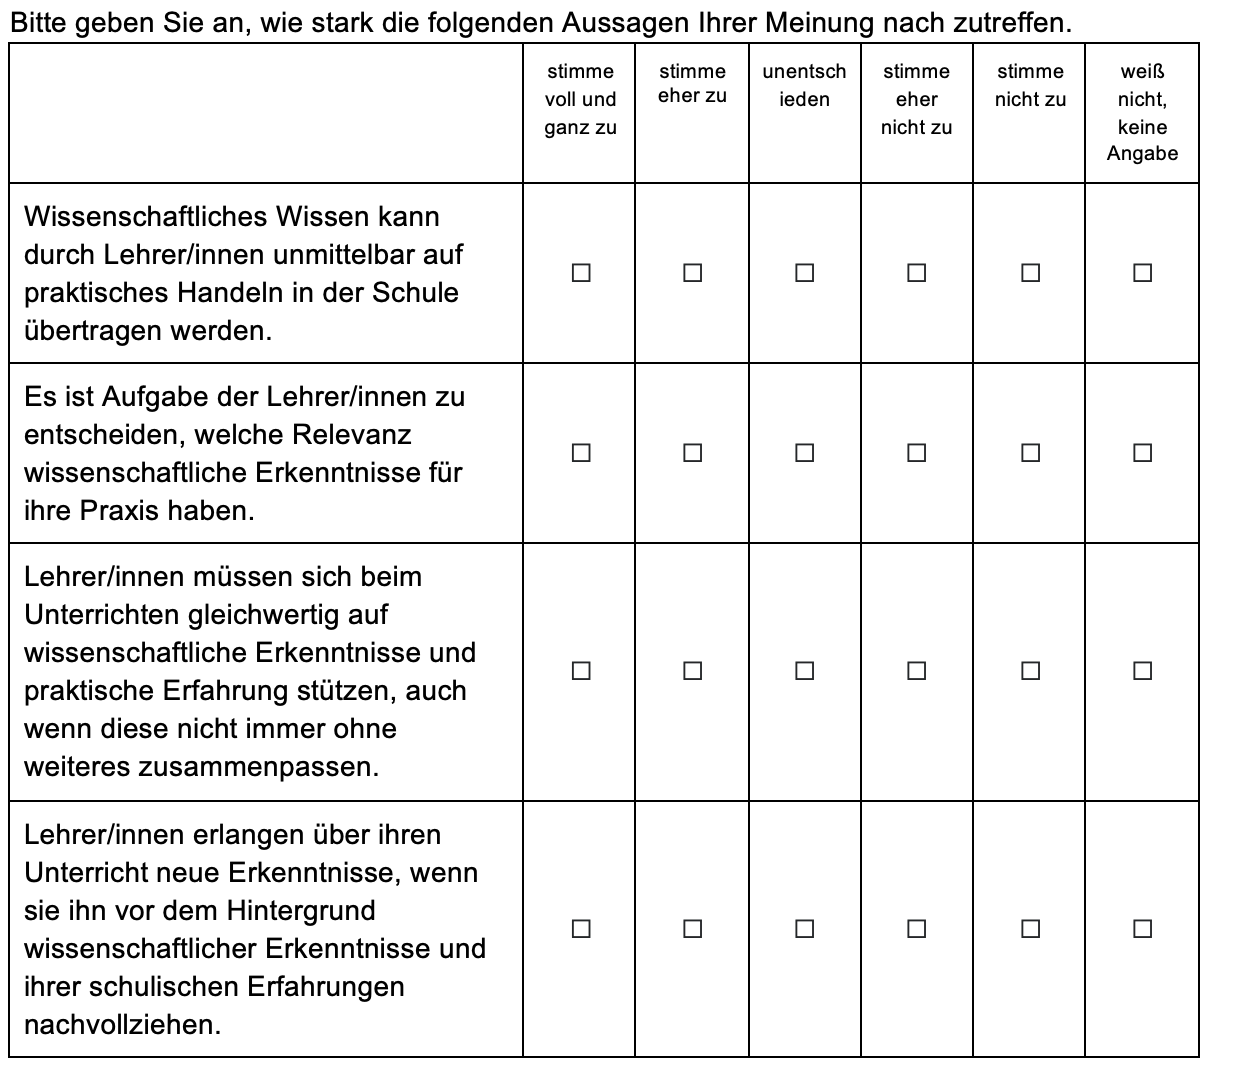 Bitte geben Sie an, wie stark die folgenden Aussagen Ihrer Meinung nach zutreffen.
stimme
voll und
ganz zu
stimme
eher zu
unentsch
ieden
stimme
eher
nicht zu
stimme
nicht zu
weiß
nicht,
keine
Angabe
Wissenschaftliches Wissen kann
durch Lehrer/innen unmittelbar auf
praktisches Handeln in der Schule
übertragen werden.
Es ist Aufgabe der Lehrer/innen zu
entscheiden, welche Relevanz
wissenschaftliche Erkenntnisse für
ihre Praxis haben.
Lehrer/innen müssen sich beim
Unterrichten gleichwertig auf
wissenschaftliche Erkenntnisse und
praktische Erfahrung stützen, auch
wenn diese nicht immer ohne
weiteres zusammenpassen.
Lehrer/innen erlangen über ihren
Unterricht neue Erkenntnisse, wenn
sie ihn vor dem Hintergrund
wissenschaftlicher Erkenntnisse und
ihrer schulischen Erfahrungen
nachvollziehen.